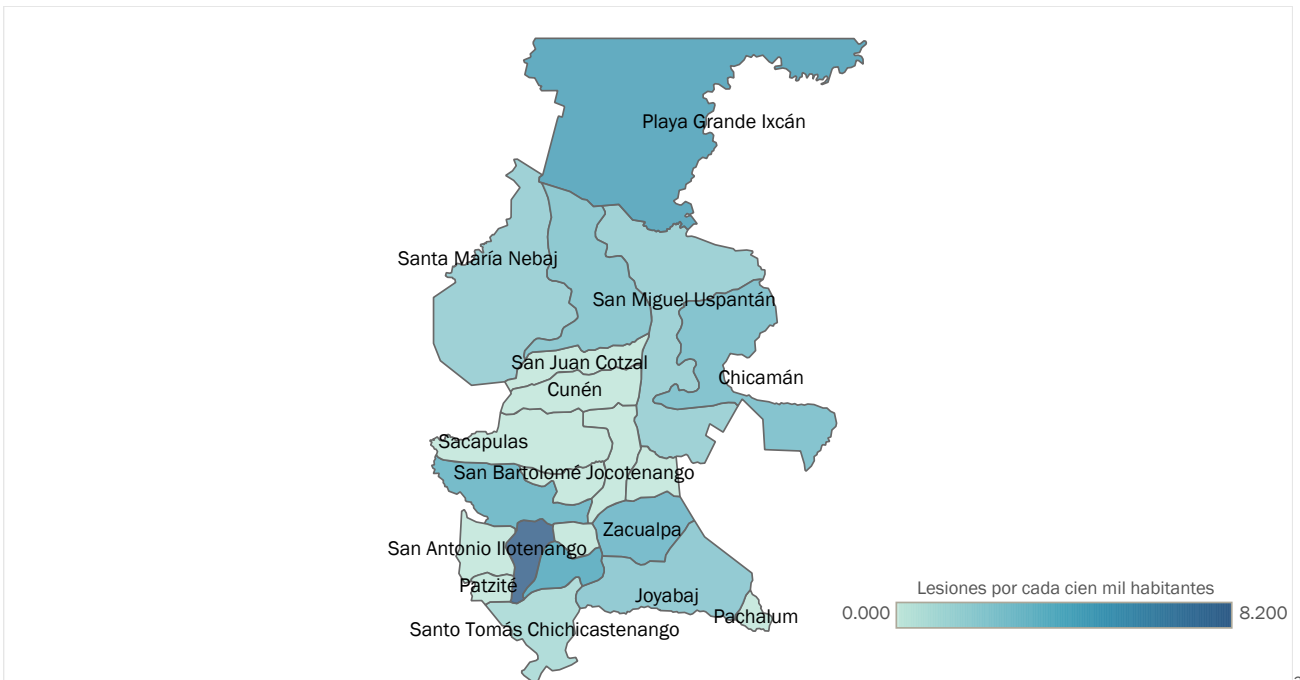 Playa Grande Ixcán
Santa María Nebaj
San Miguel Uspantán
San Juan Cotzal
Chicamán
Cunén
Sacapulas
San Bartolomé Jocotenango
Zacualpa
San Antonio Ilotenango
Patzité
Joyabaj
Pachalum
Santo Tomás Chichicastenango
Lesiones por cada cien mil habitantes
0.000
8.200